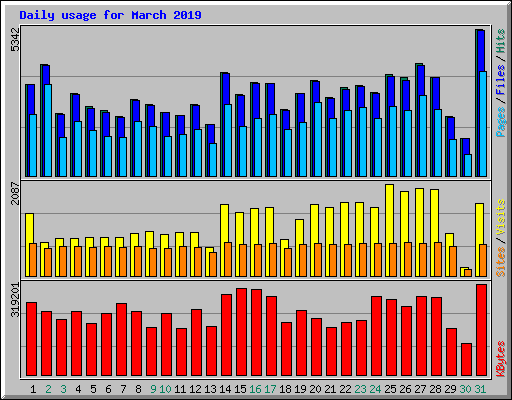 Daily usage for March 2019
5342
Pages / Files / Hits
2087
Sites / Visits
319201
KBytes
1 2 3 4 5 6 7 8 9 10 11 12 13 14 15 16 17 18 19 20 21 22 23 24 25 26 27 28 29 30 31